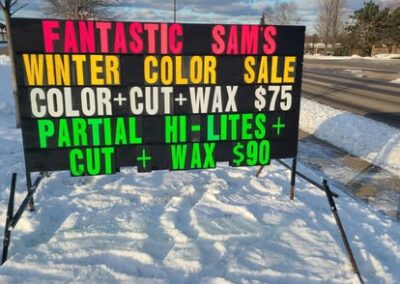 FANTASTIC SAM'S
WINTER COLOR SALE
COLOR+CUT+WAX $75
PARTIAL HI-LITES+
CUT + WAX $90